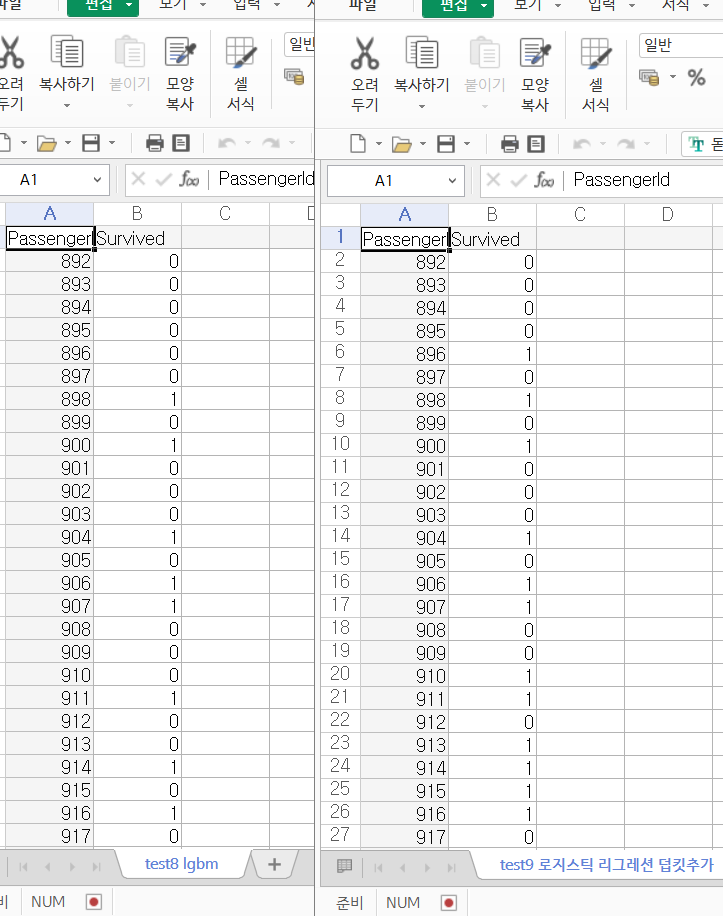 파일 편집 보기 입력
오려 두기 복사하기 붙이기 모양 복사 셀 서식 일반
A1 PassengerId
A B C D
PassengerI Survived
892 0
893 0
894 0
895 0
896 0
897 0
898 1
899 0
900 1
901 0
902 0
903 0
904 1
905 0
906 1
907 1
908 0
909 0
910 0
911 1
912 0
913 0
914 1
915 0
916 1
917 0
test8 lgbm +
NUM
파일 편집 보기 입력 서식
오려 두기 복사하기 붙이기 모양 복사 셀 서식 일반 %
A1 PassengerId
A B C D
1 PassengerI Survived
2 892 0
3 893 0
4 894 0
5 895 0
6 896 1
7 897 0
8 898 1
9 899 0
10 900 1
11 901 0
12 902 0
13 903 0
14 904 1
15 905 0
16 906 1
17 907 1
18 908 0
19 909 0
20 910 1
21 911 1
22 912 0
23 913 1
24 914 1
25 915 1
26 916 1
27 917 0
test9 로지스틱 리그레션 덥킷추가
준비 NUM